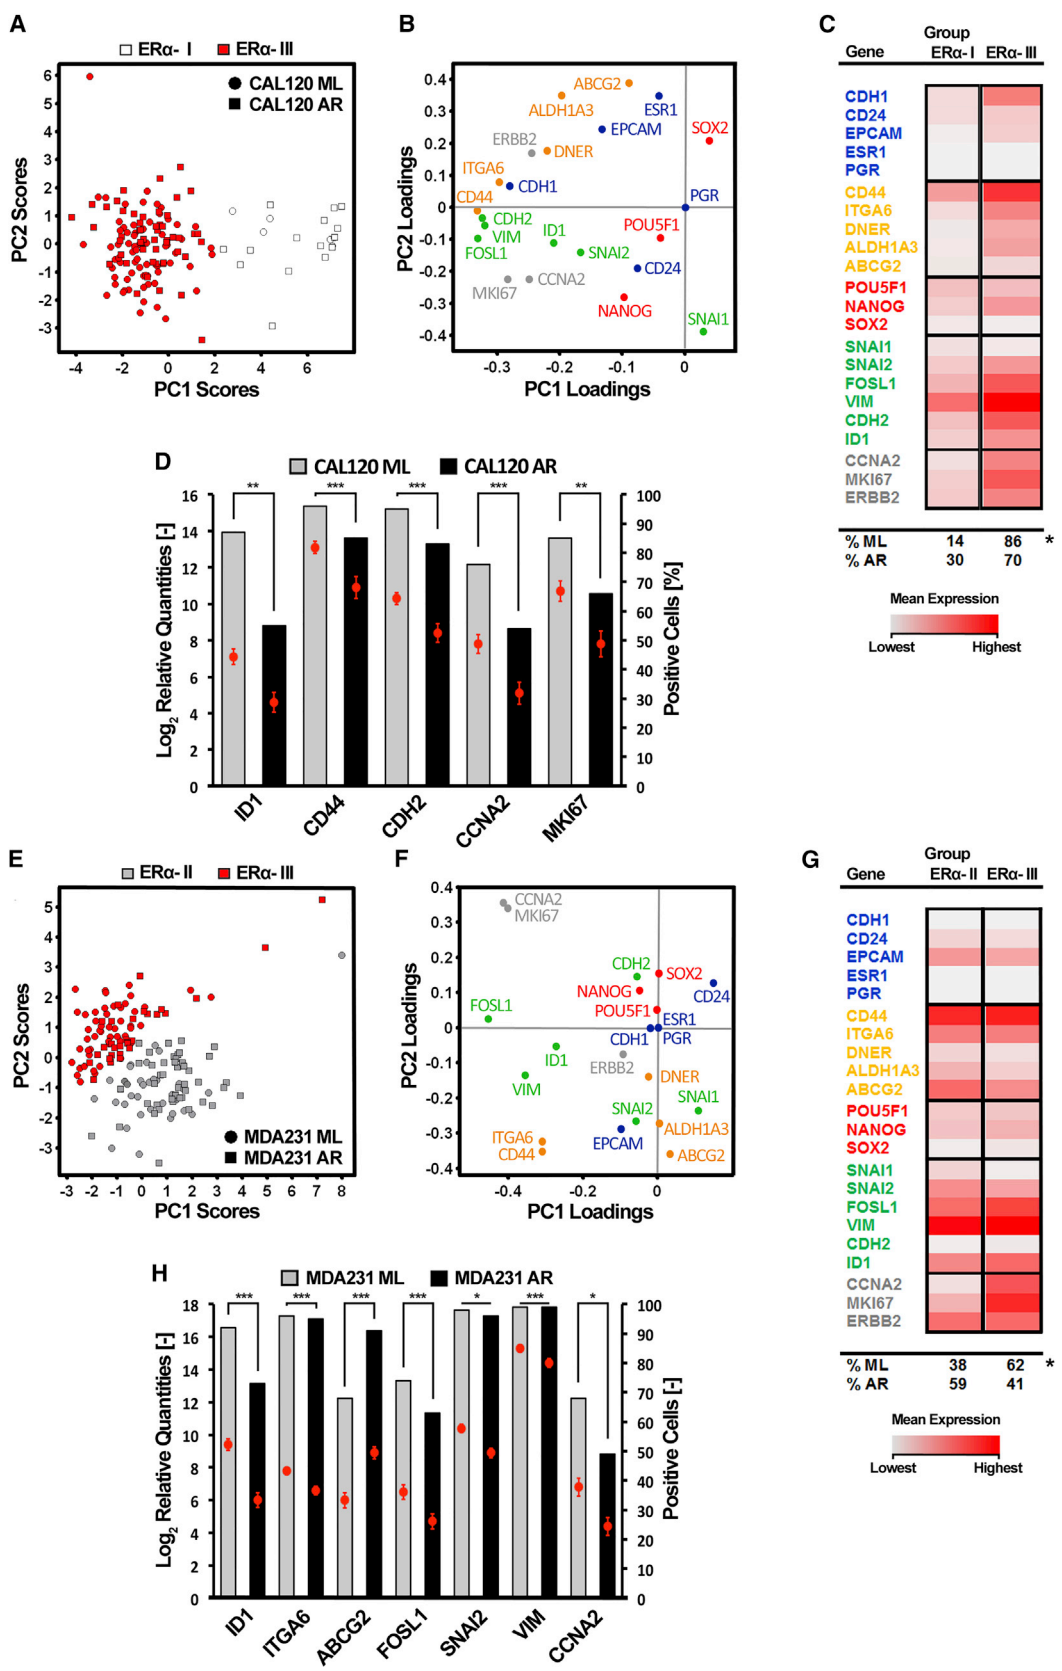 A
ERα- I ERα- III
CAL120 ML
CAL120 AR
PC2 Scores
6
5
4
3
2
1
0
-1
-2
-3
-4 -2 0 2 4 6
PC1 Scores
B
PC2 Loadings
0.4
0.3
0.2
0.1
0
-0.1
-0.2
-0.3
-0.4
ABCG2
ALDH1A3
ESR1
EPCAM
SOX2
ERBB2
DNER
ITGA6
CDH1
CD44
PGR
CDH2
VIM
ID1
POU5F1
FOSL1
SNAI2
CD24
MKI67
CCNA2
NANOG
SNAI1
-0.3 -0.2 -0.1 0
PC1 Loadings
C
Group
Gene ERα- I ERα- III
CDH1
CD24
EPCAM
ESR1
PGR
CD44
ITGA6
DNER
ALDH1A3
ABCG2
POU5F1
NANOG
SOX2
SNAI1
SNAI2
FOSL1
VIM
CDH2
ID1
CCNA2
MKI67
ERBB2
% ML 14 86 *
% AR 30 70
Mean Expression
Lowest Highest
D
CAL120 ML CAL120 AR
Log2 Relative Quantities [-]
16
14
12
10
8
6
4
2
0
** *** *** *** **
100
90
80
70
60
50
40
30
20
10
0
Positive Cells [%]
ID1 CD44 CDH2 CCNA2 MKI67
E
ERα- II ERα- III
PC2 Scores
5
4
3
2
1
0
-1
-2
-3
MDA231 ML
MDA231 AR
-3 -2 -1 0 1 2 3 4 5 6 7 8
PC1 Scores
F
PC2 Loadings
0.4
0.3
0.2
0.1
0
-0.1
-0.2
-0.3
-0.4
CCNA2
MKI67
CDH2
SOX2
NANOG
CD24
FOSL1
POU5F1
ESR1
CDH1
PGR
ID1
ERBB2
VIM
DNER
SNAI1
SNAI2
ITGA6
EPCAM
ALDH1A3
CD44
ABCG2
-0.4 -0.2 0
PC1 Loadings
G
Group
Gene ERα- II ERα- III
CDH1
CD24
EPCAM
ESR1
PGR
CD44
ITGA6
DNER
ALDH1A3
ABCG2
POU5F1
NANOG
SOX2
SNAI1
SNAI2
FOSL1
VIM
CDH2
ID1
CCNA2
MKI67
ERBB2
% ML 38 62 *
% AR 59 41
Mean Expression
Lowest Highest
H
MDA231 ML MDA231 AR
Log2 Relative Quantities [-]
18
16
14
12
10
8
6
4
2
0
*** *** *** *** * *** *
100
90
80
70
60
50
40
30
20
10
0
Positive Cells [-]
ID1 ITGA6 ABCG2 FOSL1 SNAI2 VIM CCNA2